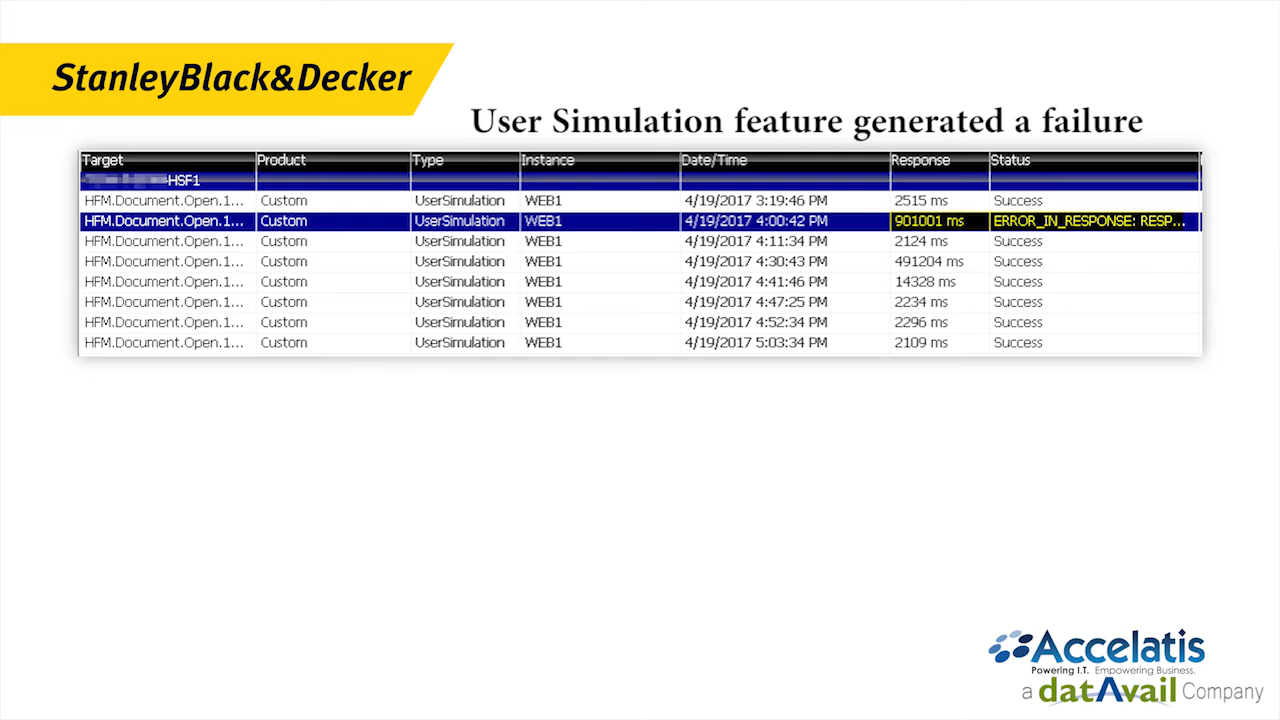 StanleyBlack&Decker
User Simulation feature generated a failure
Target Product Type Instance Date/Time Response Status
-HSF1
HFM.Document.Open.1... Custom UserSimulation WEB1 4/19/2017 3:19:46 PM 2515 ms Success
HFM.Document.Open.1... Custom UserSimulation WEB1 4/19/2017 4:00:42 PM 901001 ms ERROR_IN_RESPONSE: RESP...
HFM.Document.Open.1... Custom UserSimulation WEB1 4/19/2017 4:11:34 PM 2124 ms Success
HFM.Document.Open.1... Custom UserSimulation WEB1 4/19/2017 4:30:43 PM 491204 ms Success
HFM.Document.Open.1... Custom UserSimulation WEB1 4/19/2017 4:41:46 PM 14328 ms Success
HFM.Document.Open.1... Custom UserSimulation WEB1 4/19/2017 4:47:25 PM 2234 ms Success
HFM.Document.Open.1... Custom UserSimulation WEB1 4/19/2017 4:52:34 PM 2296 ms Success
HFM.Document.Open.1... Custom UserSimulation WEB1 4/19/2017 5:03:34 PM 2109 ms Success
Accelatis
Powering I.T. Empowering Business.
a datAvail Company